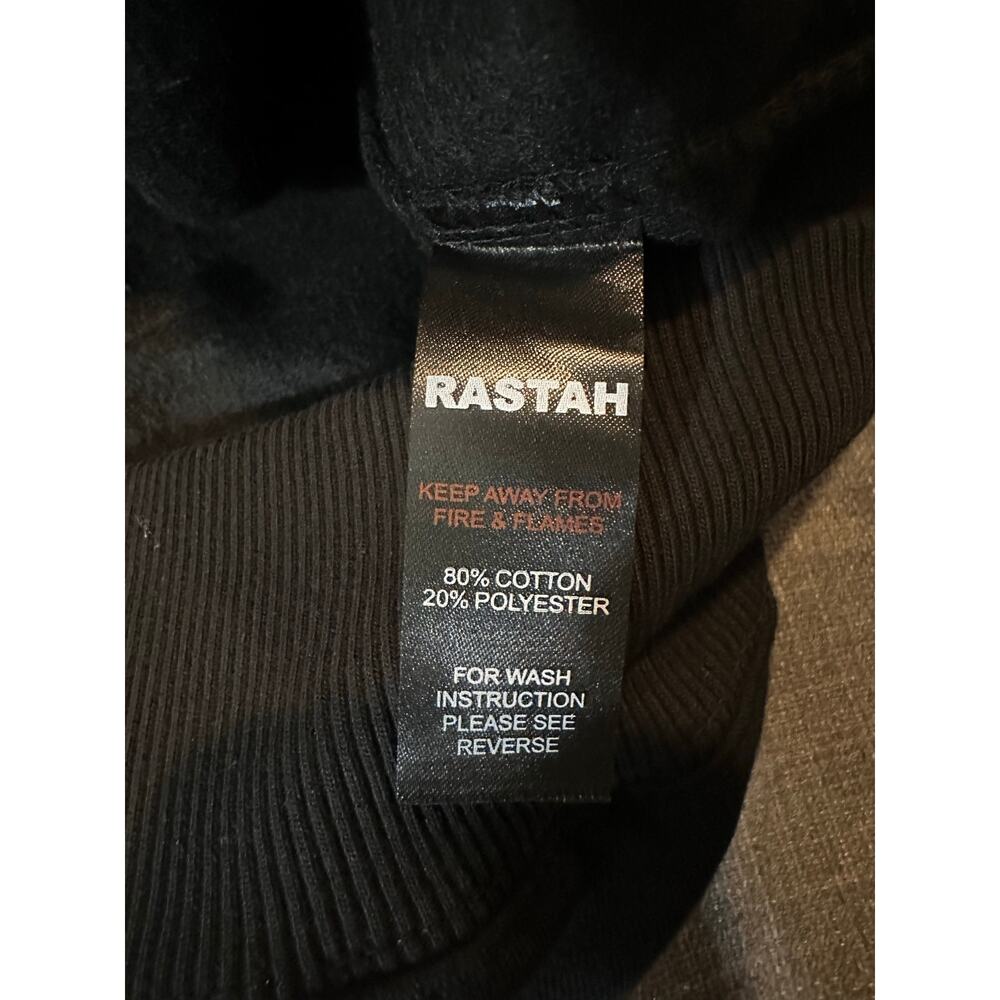 RASTAH
KEEP AWAY FROM
FIRE & FLAMES
80% COTTON
20% POLYESTER
FOR WASH
INSTRUCTION
PLEASE SEE
REVERSE